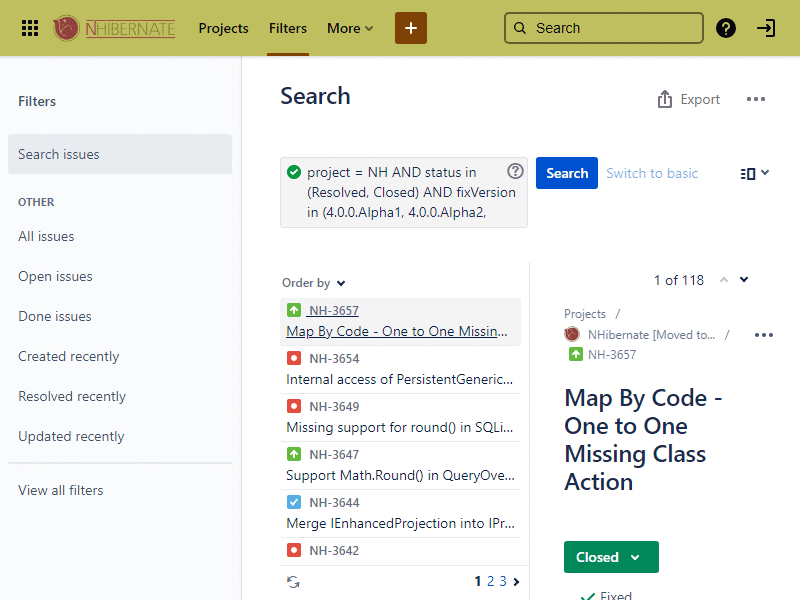 NHIBERNATE Projects Filters More Search
Filters
Search issues
OTHER
All issues
Open issues
Done issues
Created recently
Resolved recently
Updated recently
View all filters
Search
Export
project = NH AND status in
(Resolved, Closed) AND fixVersion
in (4.0.0.Alpha1, 4.0.0.Alpha2,
Search
Switch to basic
Order by
NH-3657
Map By Code - One to One Missin...
NH-3654
Internal access of PersistentGeneric...
NH-3649
Missing support for round() in SQLi...
NH-3647
Support Math.Round() in QueryOve...
NH-3644
Merge IEnhancedProjection into IPr...
NH-3642
1 2 3
1 of 118
Projects /
NHibernate [Moved to... /
NH-3657
Map By Code -
One to One
Missing Class
Action
Closed
Fixed